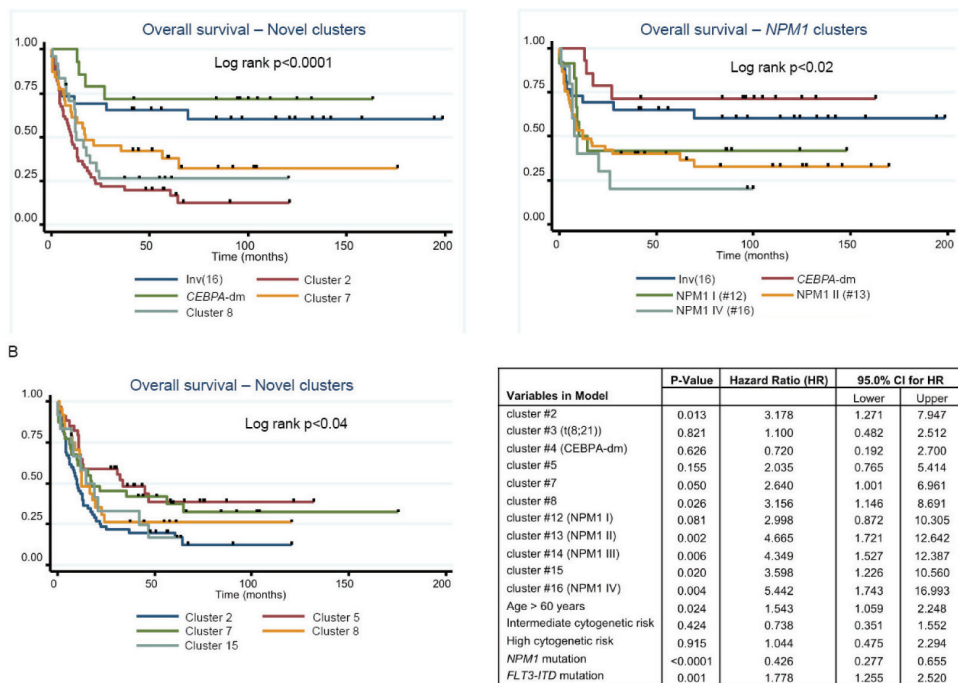 Overall survival – Novel clusters
Log rank p<0.0001
1.00
0.75
0.50
0.25
0.00
0 50 100 150 200
Time (months)
Inv(16) Cluster 2
CEBPA-dm Cluster 7
Cluster 8
Overall survival – NPM1 clusters
Log rank p<0.02
1.00
0.75
0.50
0.25
0.00
0 50 100 150 200
Time (months)
Inv(16) CEBPA-dm
NPM1 I (#12) NPM1 II (#13)
NPM1 IV (#16)
B
Overall survival – Novel clusters
Log rank p<0.04
1.00
0.75
0.50
0.25
0.00
0 50 100 150 200
Time (months)
Cluster 2 Cluster 5
Cluster 7 Cluster 8
Cluster 15
Variables in Model P-Value Hazard Ratio (HR) 95.0% CI for HR
Lower Upper
cluster #2 0.013 3.178 1.271 7.947
cluster #3 (t(8;21)) 0.821 1.100 0.482 2.512
cluster #4 (CEBPA-dm) 0.626 0.720 0.192 2.700
cluster #5 0.155 2.035 0.765 5.414
cluster #7 0.050 2.640 1.001 6.961
cluster #8 0.026 3.156 1.146 8.691
cluster #12 (NPM1 I) 0.081 2.998 0.872 10.305
cluster #13 (NPM1 II) 0.002 4.665 1.721 12.642
cluster #14 (NPM1 III) 0.006 4.349 1.527 12.387
cluster #15 0.020 3.598 1.226 10.560
cluster #16 (NPM1 IV) 0.004 5.442 1.743 16.993
Age > 60 years 0.024 1.543 1.059 2.248
Intermediate cytogenetic risk 0.424 0.738 0.351 1.552
High cytogenetic risk 0.915 1.044 0.475 2.294
NPM1 mutation <0.0001 0.426 0.277 0.655
FLT3-ITD mutation 0.001 1.778 1.255 2.520